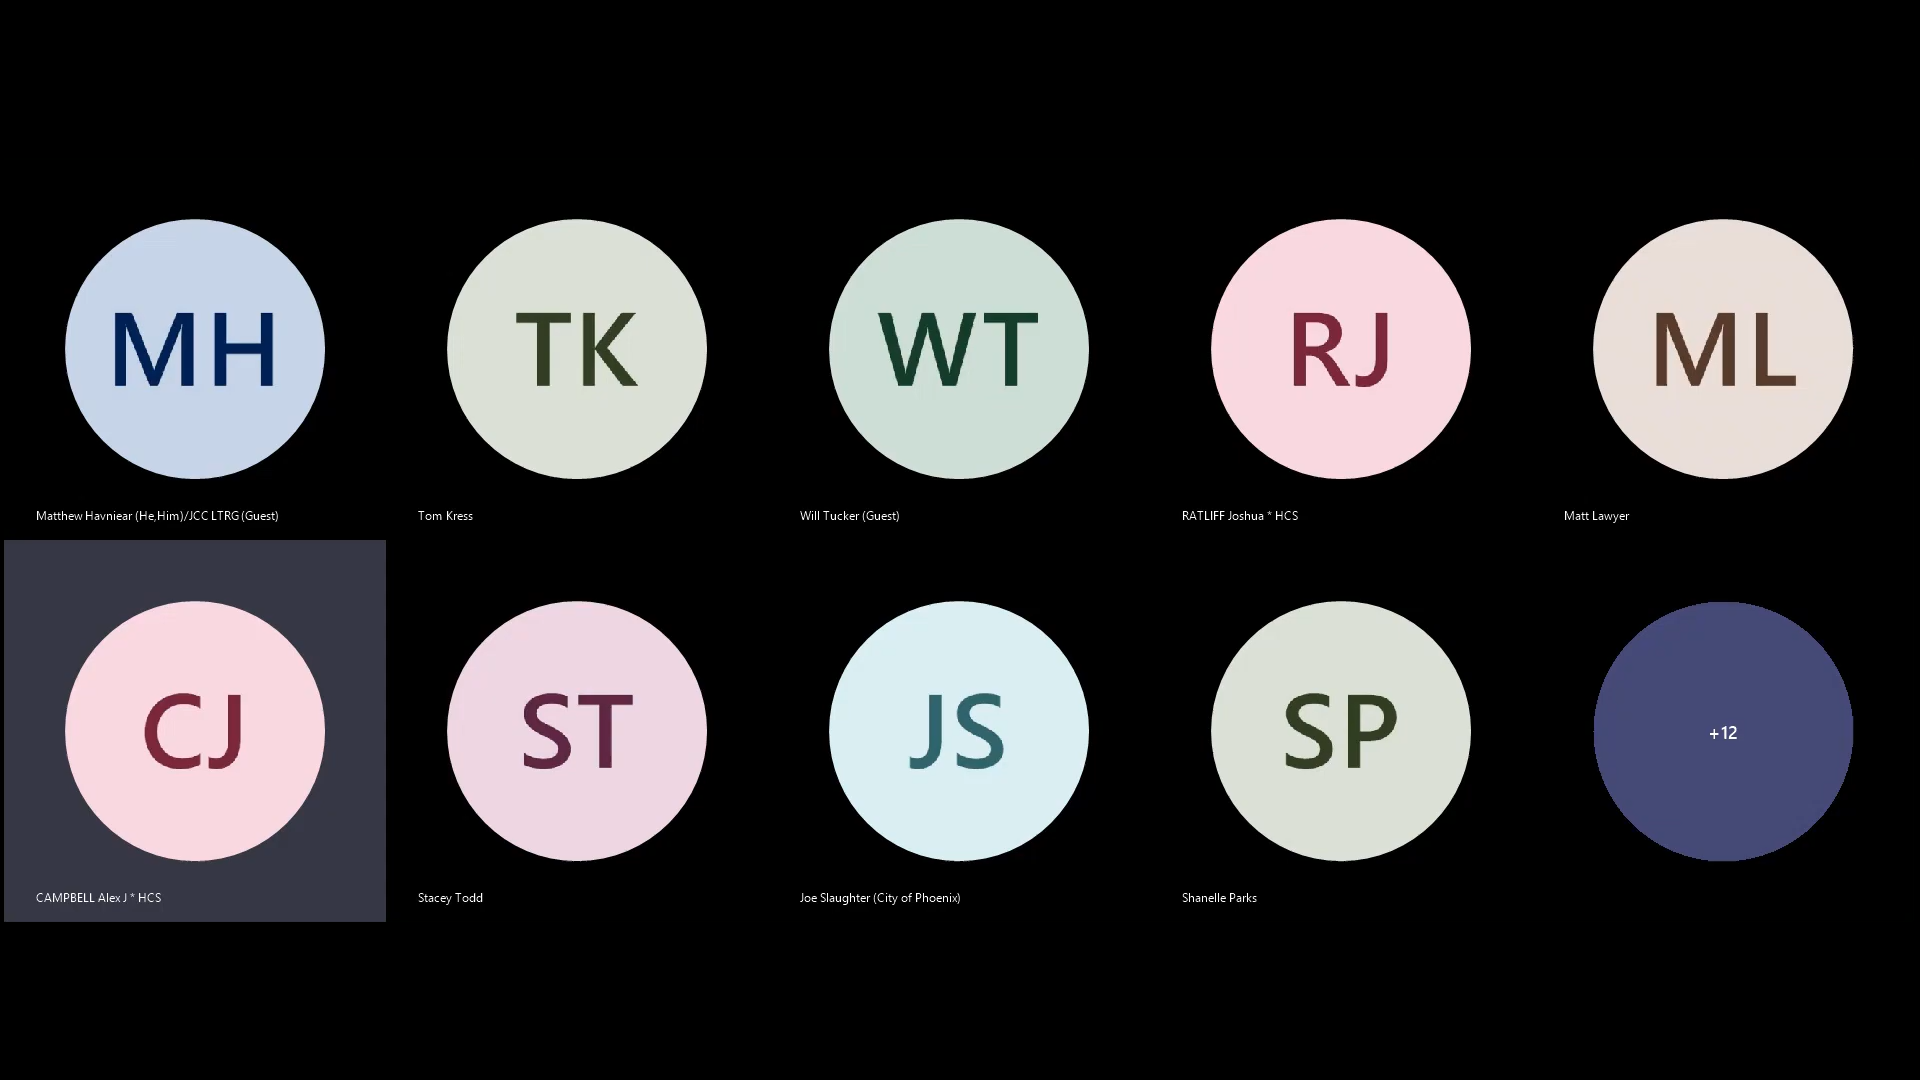 MH
TK
WT
RJ
ML
Matthew Havniear (He,Him)/JCC LTRG (Guest)
Tom Kress
Will Tucker (Guest)
RATLIFF Joshua * HCS
Matt Lawyer
CJ
ST
JS
SP
+12
CAMPBELL Alex J * HCS
Stacey Todd
Joe Slaughter (City of Phoenix)
Shanelle Parks